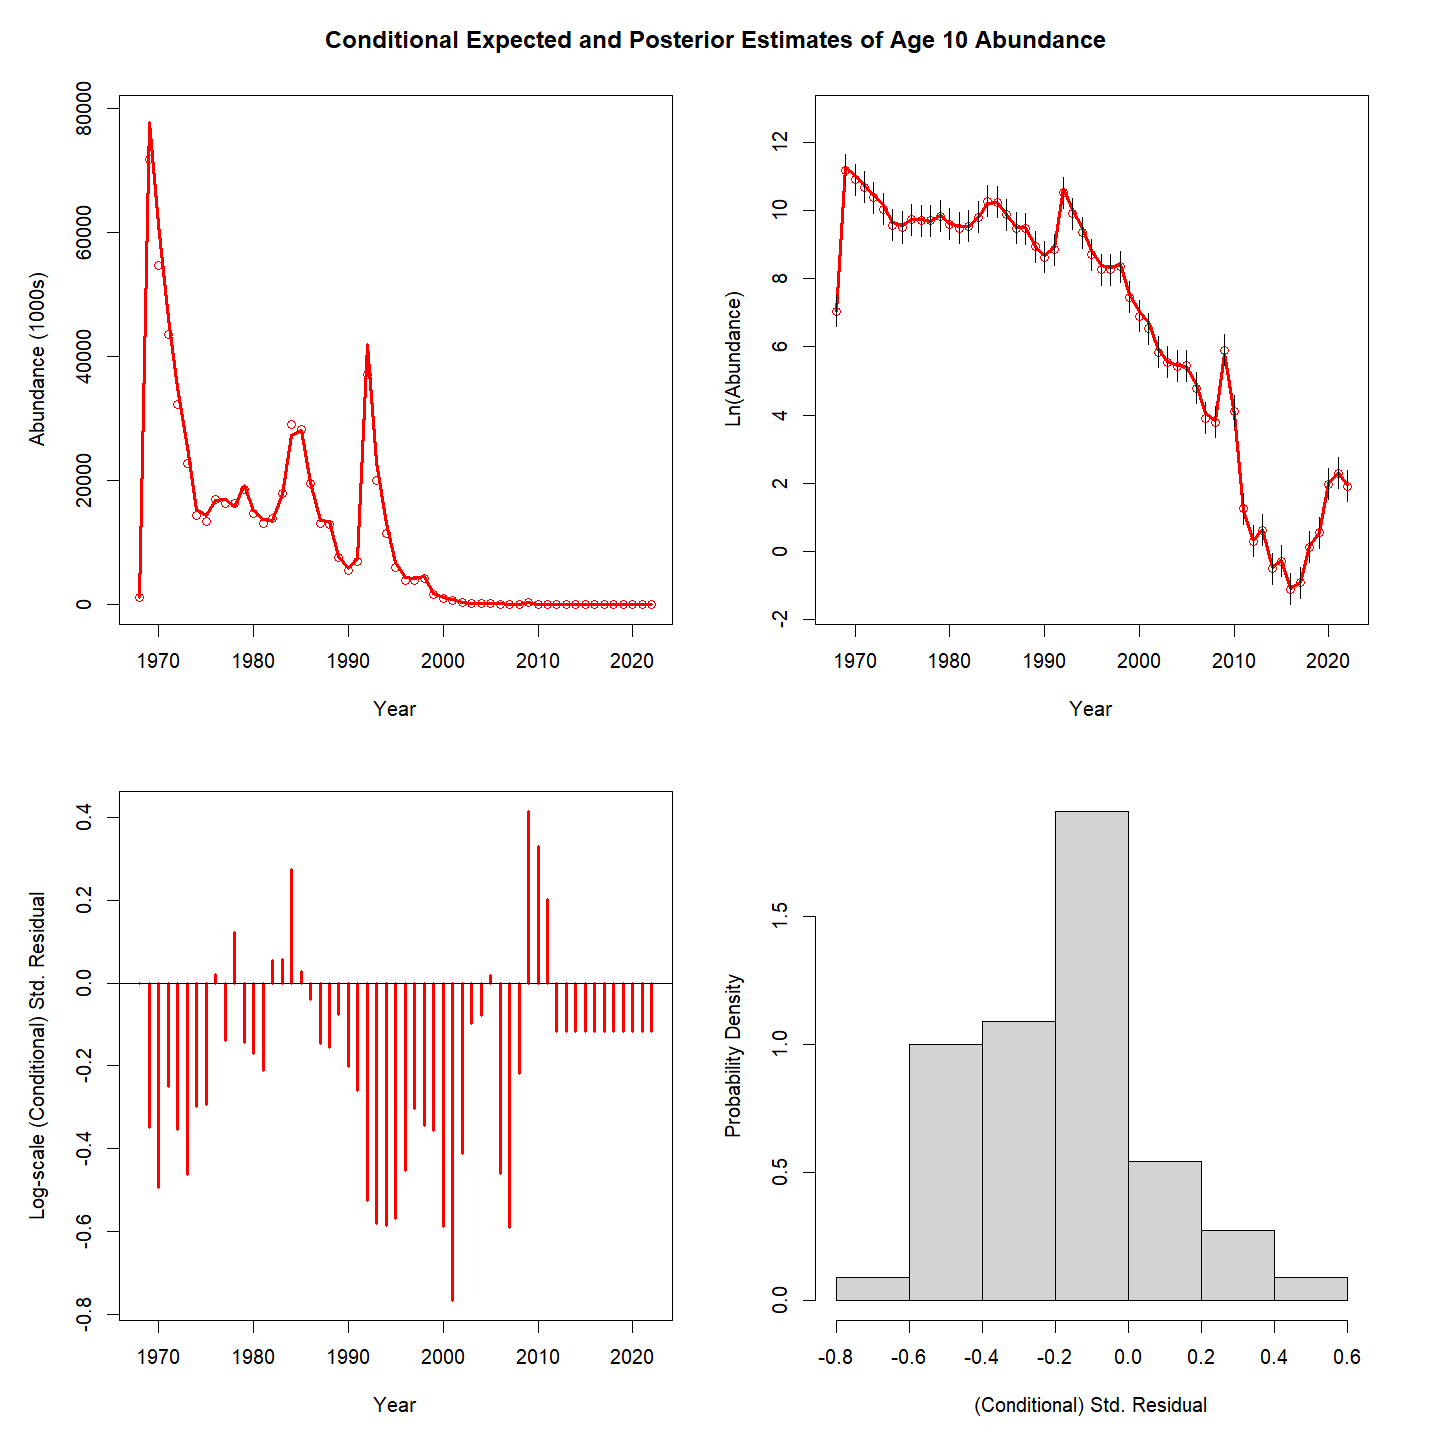 Conditional Expected and Posterior Estimates of Age 10 Abundance
Abundance (1000s)
80000
60000
40000
20000
0
1970 1980 1990 2000 2010 2020
Year
Ln(Abundance)
12
10
8
6
4
2
0
-2
1970 1980 1990 2000 2010 2020
Year
Log-scale (Conditional) Std. Residual
0.4
0.2
0.0
-0.2
-0.4
-0.6
-0.8
1970 1980 1990 2000 2010 2020
Year
Probability Density
1.5
1.0
0.5
0.0
-0.8 -0.6 -0.4 -0.2 0.0 0.2 0.4 0.6
(Conditional) Std. Residual